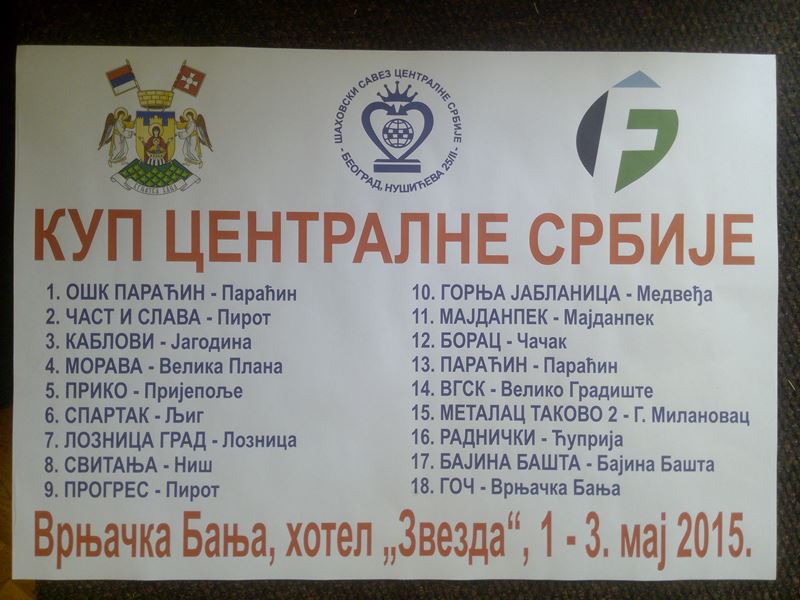 ВРЊАЧКА БАЊА
ШАХОВСКИ САВЕЗ ЦЕНТРАЛНЕ СРБИЈЕ
- БЕОГРАД, НУШИЋЕВА 25/II -
F
КУП ЦЕНТРАЛНЕ СРБИЈЕ
1. ОШК ПАРАЋИН - Параћин
2. ЧАСТ И СЛАВА - Пирот
3. КАБЛОВИ - Јагодина
4. МОРАВА - Велика Плана
5. ПРИКО - Пријепоље
6. СПАРТАК - Љиг
7. ЛОЗНИЦА ГРАД - Лозница
8. СВИТАЊА - Ниш
9. ПРОГРЕС - Пирот
10. ГОРЊА ЈАБЛАНИЦА - Медвеђа
11. МАЈДАНПЕК - Мајданпек
12. БОРАЦ - Чачак
13. ПАРАЋИН - Параћин
14. ВГСК - Велико Градиште
15. МЕТАЛАЦ ТАКОВО 2 - Г. Милановац
16. РАДНИЧКИ - Ћуприја
17. БАЈИНА БАШТА - Бајина Башта
18. ГОЧ - Врњачка Бања
Врњачка Бања, хотел „Звезда“, 1 - 3. мај 2015.